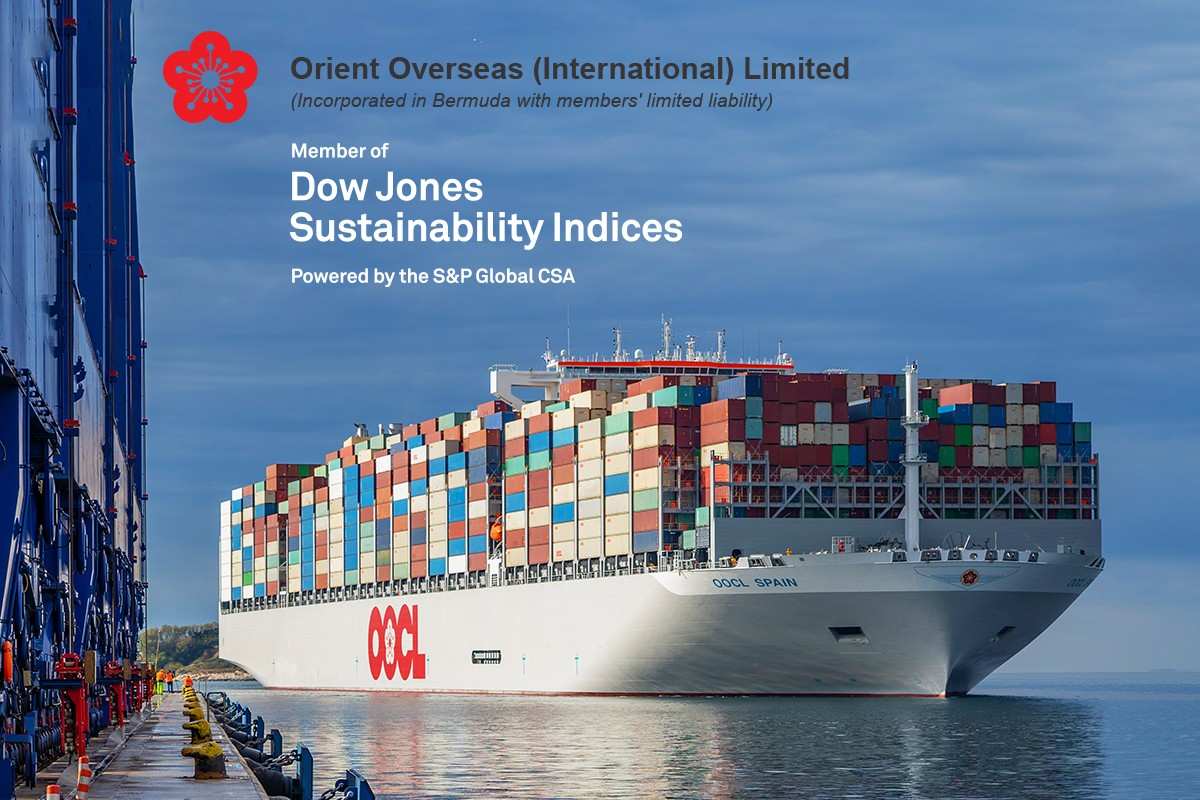 Orient Overseas (International) Limited
(Incorporated in Bermuda with members' limited liability)
Member of
Dow Jones
Sustainability Indices
Powered by the S&P Global CSA
OOCL SPAIN
OOCL